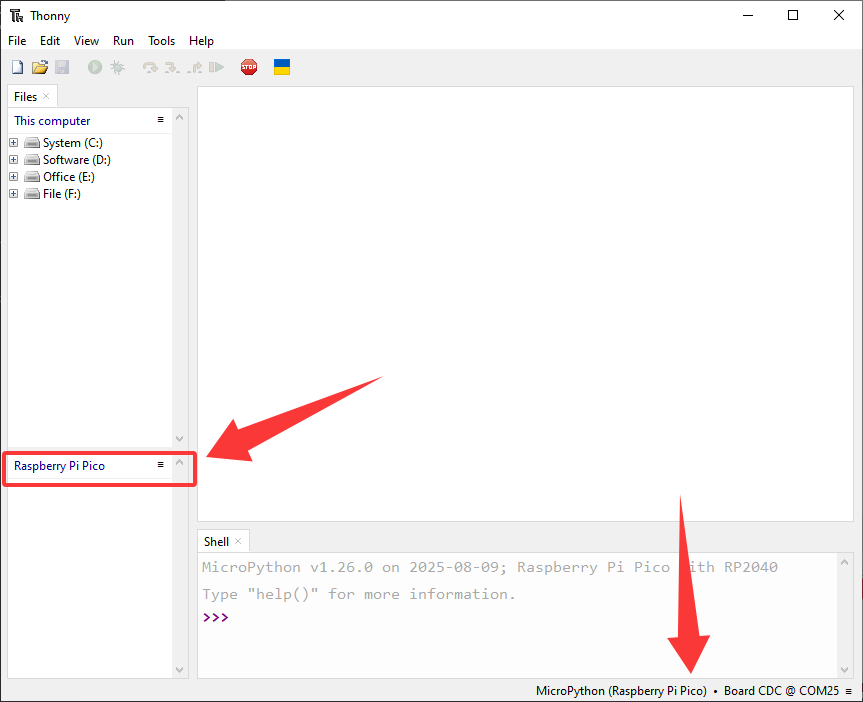 Thonny
File Edit View Run Tools Help
STOP
Files
This computer
System (C:)
Software (D:)
Office (E:)
File (F:)
Raspberry Pi Pico
Shell
MicroPython v1.26.0 on 2025-08-09; Raspberry Pi Pico with RP2040
Type "help()" for more information.
>>>
MicroPython (Raspberry Pi Pico) • Board CDC @ COM25